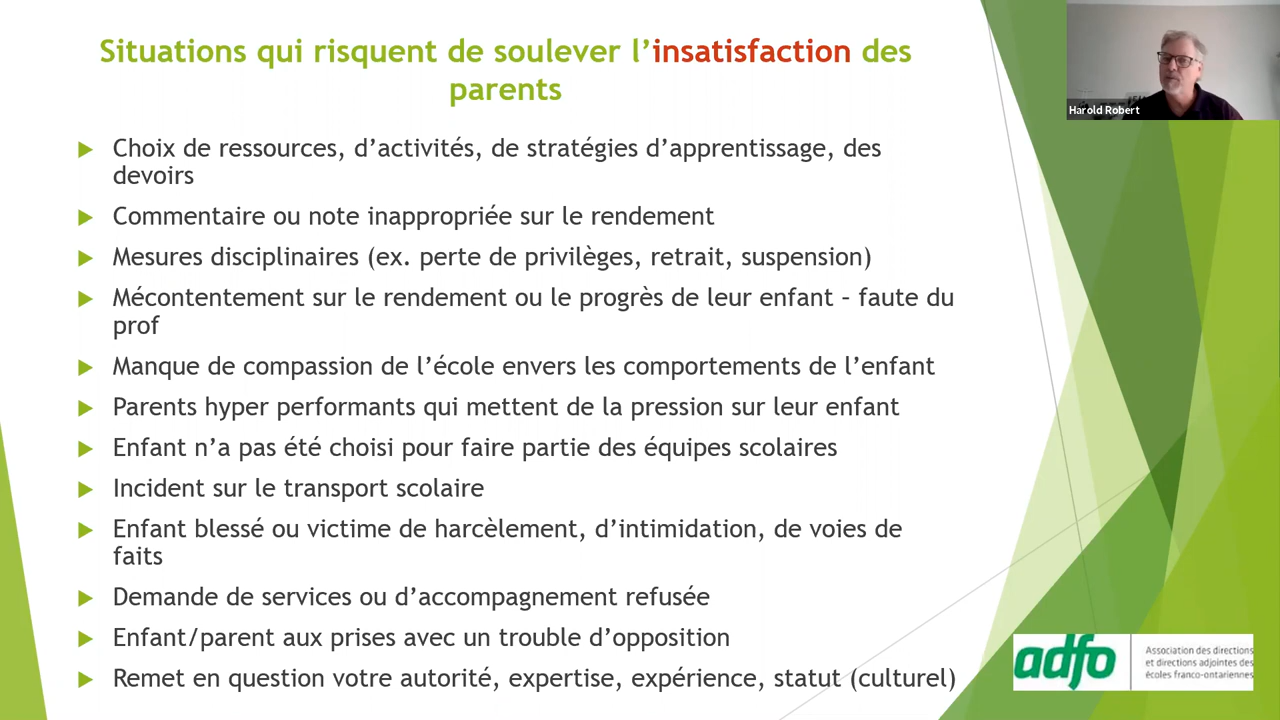 Situations qui risquent de soulever l’insatisfaction des
parents
Harold Robert
Choix de ressources, d’activités, de stratégies d’apprentissage, des
devoirs
Commentaire ou note inappropriée sur le rendement
Mesures disciplinaires (ex. perte de privilèges, retrait, suspension)
Mécontentement sur le rendement ou le progrès de leur enfant – faute du
prof
Manque de compassion de l’école envers les comportements de l’enfant
Parents hyper performants qui mettent de la pression sur leur enfant
Enfant n’a pas été choisi pour faire partie des équipes scolaires
Incident sur le transport scolaire
Enfant blessé ou victime de harcèlement, d’intimidation, de voies de
faits
Demande de services ou d’accompagnement refusée
Enfant/parent aux prises avec un trouble d’opposition
Remet en question votre autorité, expertise, expérience, statut (culturel)
adfo
Association des directions
et directions adjointes des
écoles franco-ontariennes